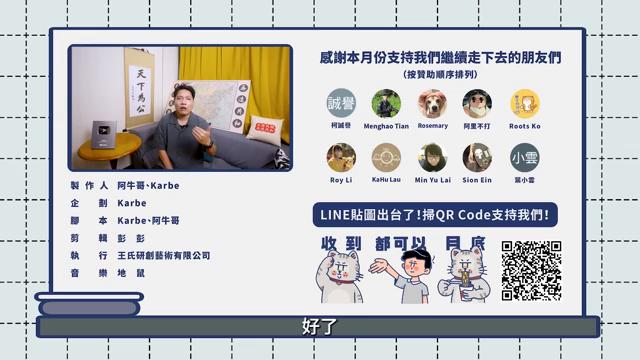 天下為公
製作人 阿牛哥、Karbe
企劃 Karbe
腳本 Karbe、阿牛哥
剪輯 彭彭
執行 王氏研創藝術有限公司
音樂 地鼠
感謝本月份支持我們繼續走下去的朋友們
(按贊助順序排列)
誠譽
小雲
柯誠譽 Menghao Tian Rosemary 阿里不打 Roots Ko
Roy Li KaHu Lau Min Yu Lai Sion Ein 葉小雲
LINE貼圖出台了!掃QR Code支持我們!
收到 都可以 月底
好了